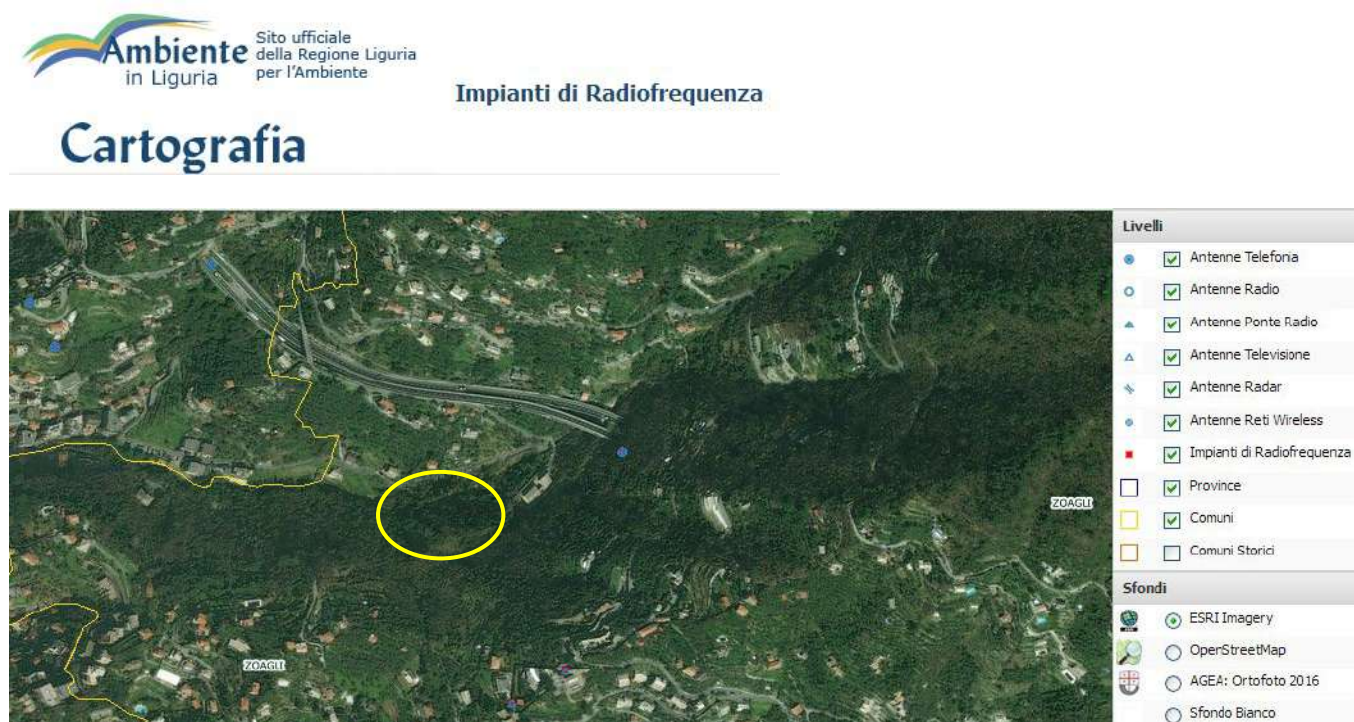 Ambiente
in Liguria
Sito ufficiale
della Regione Liguria
per l'Ambiente
Impianti di Radiofrequenza
Cartografia
Livelli
Antenne Telefonia
Antenne Radio
Antenne Ponte Radio
Antenne Televisione
Antenne Radar
Antenne Reti Wireless
Impianti di Radiofrequenza
Province
Comuni
Comuni Storici
Sfondi
ESRI Imagery
OpenStreetMap
AGEA: Ortofoto 2016
Sfondo Bianco
ZOAGLI
ZOAGLI